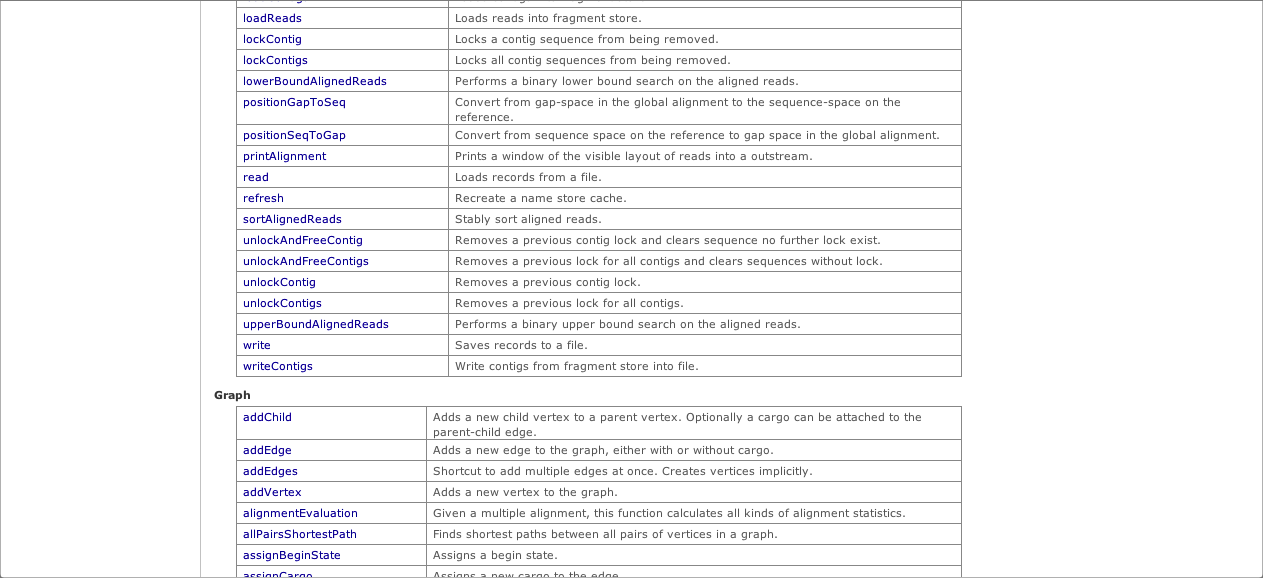 loadReads Loads reads into fragment store.
lockContig Locks a contig sequence from being removed.
lockContigs Locks all contig sequences from being removed.
lowerBoundAlignedReads Performs a binary lower bound search on the aligned reads.
positionGapToSeq Convert from gap-space in the global alignment to the sequence-space on the
reference.
positionSeqToGap Convert from sequence space on the reference to gap space in the global alignment.
printAlignment Prints a window of the visible layout of reads into a outstream.
read Loads records from a file.
refresh Recreate a name store cache.
sortAlignedReads Stably sort aligned reads.
unlockAndFreeContig Removes a previous contig lock and clears sequence no further lock exist.
unlockAndFreeContigs Removes a previous lock for all contigs and clears sequences without lock.
unlockContig Removes a previous contig lock.
unlockContigs Removes a previous lock for all contigs.
upperBoundAlignedReads Performs a binary upper bound search on the aligned reads.
write Saves records to a file.
writeContigs Write contigs from fragment store into file.
Graph
addChild Adds a new child vertex to a parent vertex. Optionally a cargo can be attached to the
parent-child edge.
addEdge Adds a new edge to the graph, either with or without cargo.
addEdges Shortcut to add multiple edges at once. Creates vertices implicitly.
addVertex Adds a new vertex to the graph.
alignmentEvaluation Given a multiple alignment, this function calculates all kinds of alignment statistics.
allPairsShortestPath Finds shortest paths between all pairs of vertices in a graph.
assignBeginState Assigns a begin state.
assignCargo Assigns a new cargo to the edge.